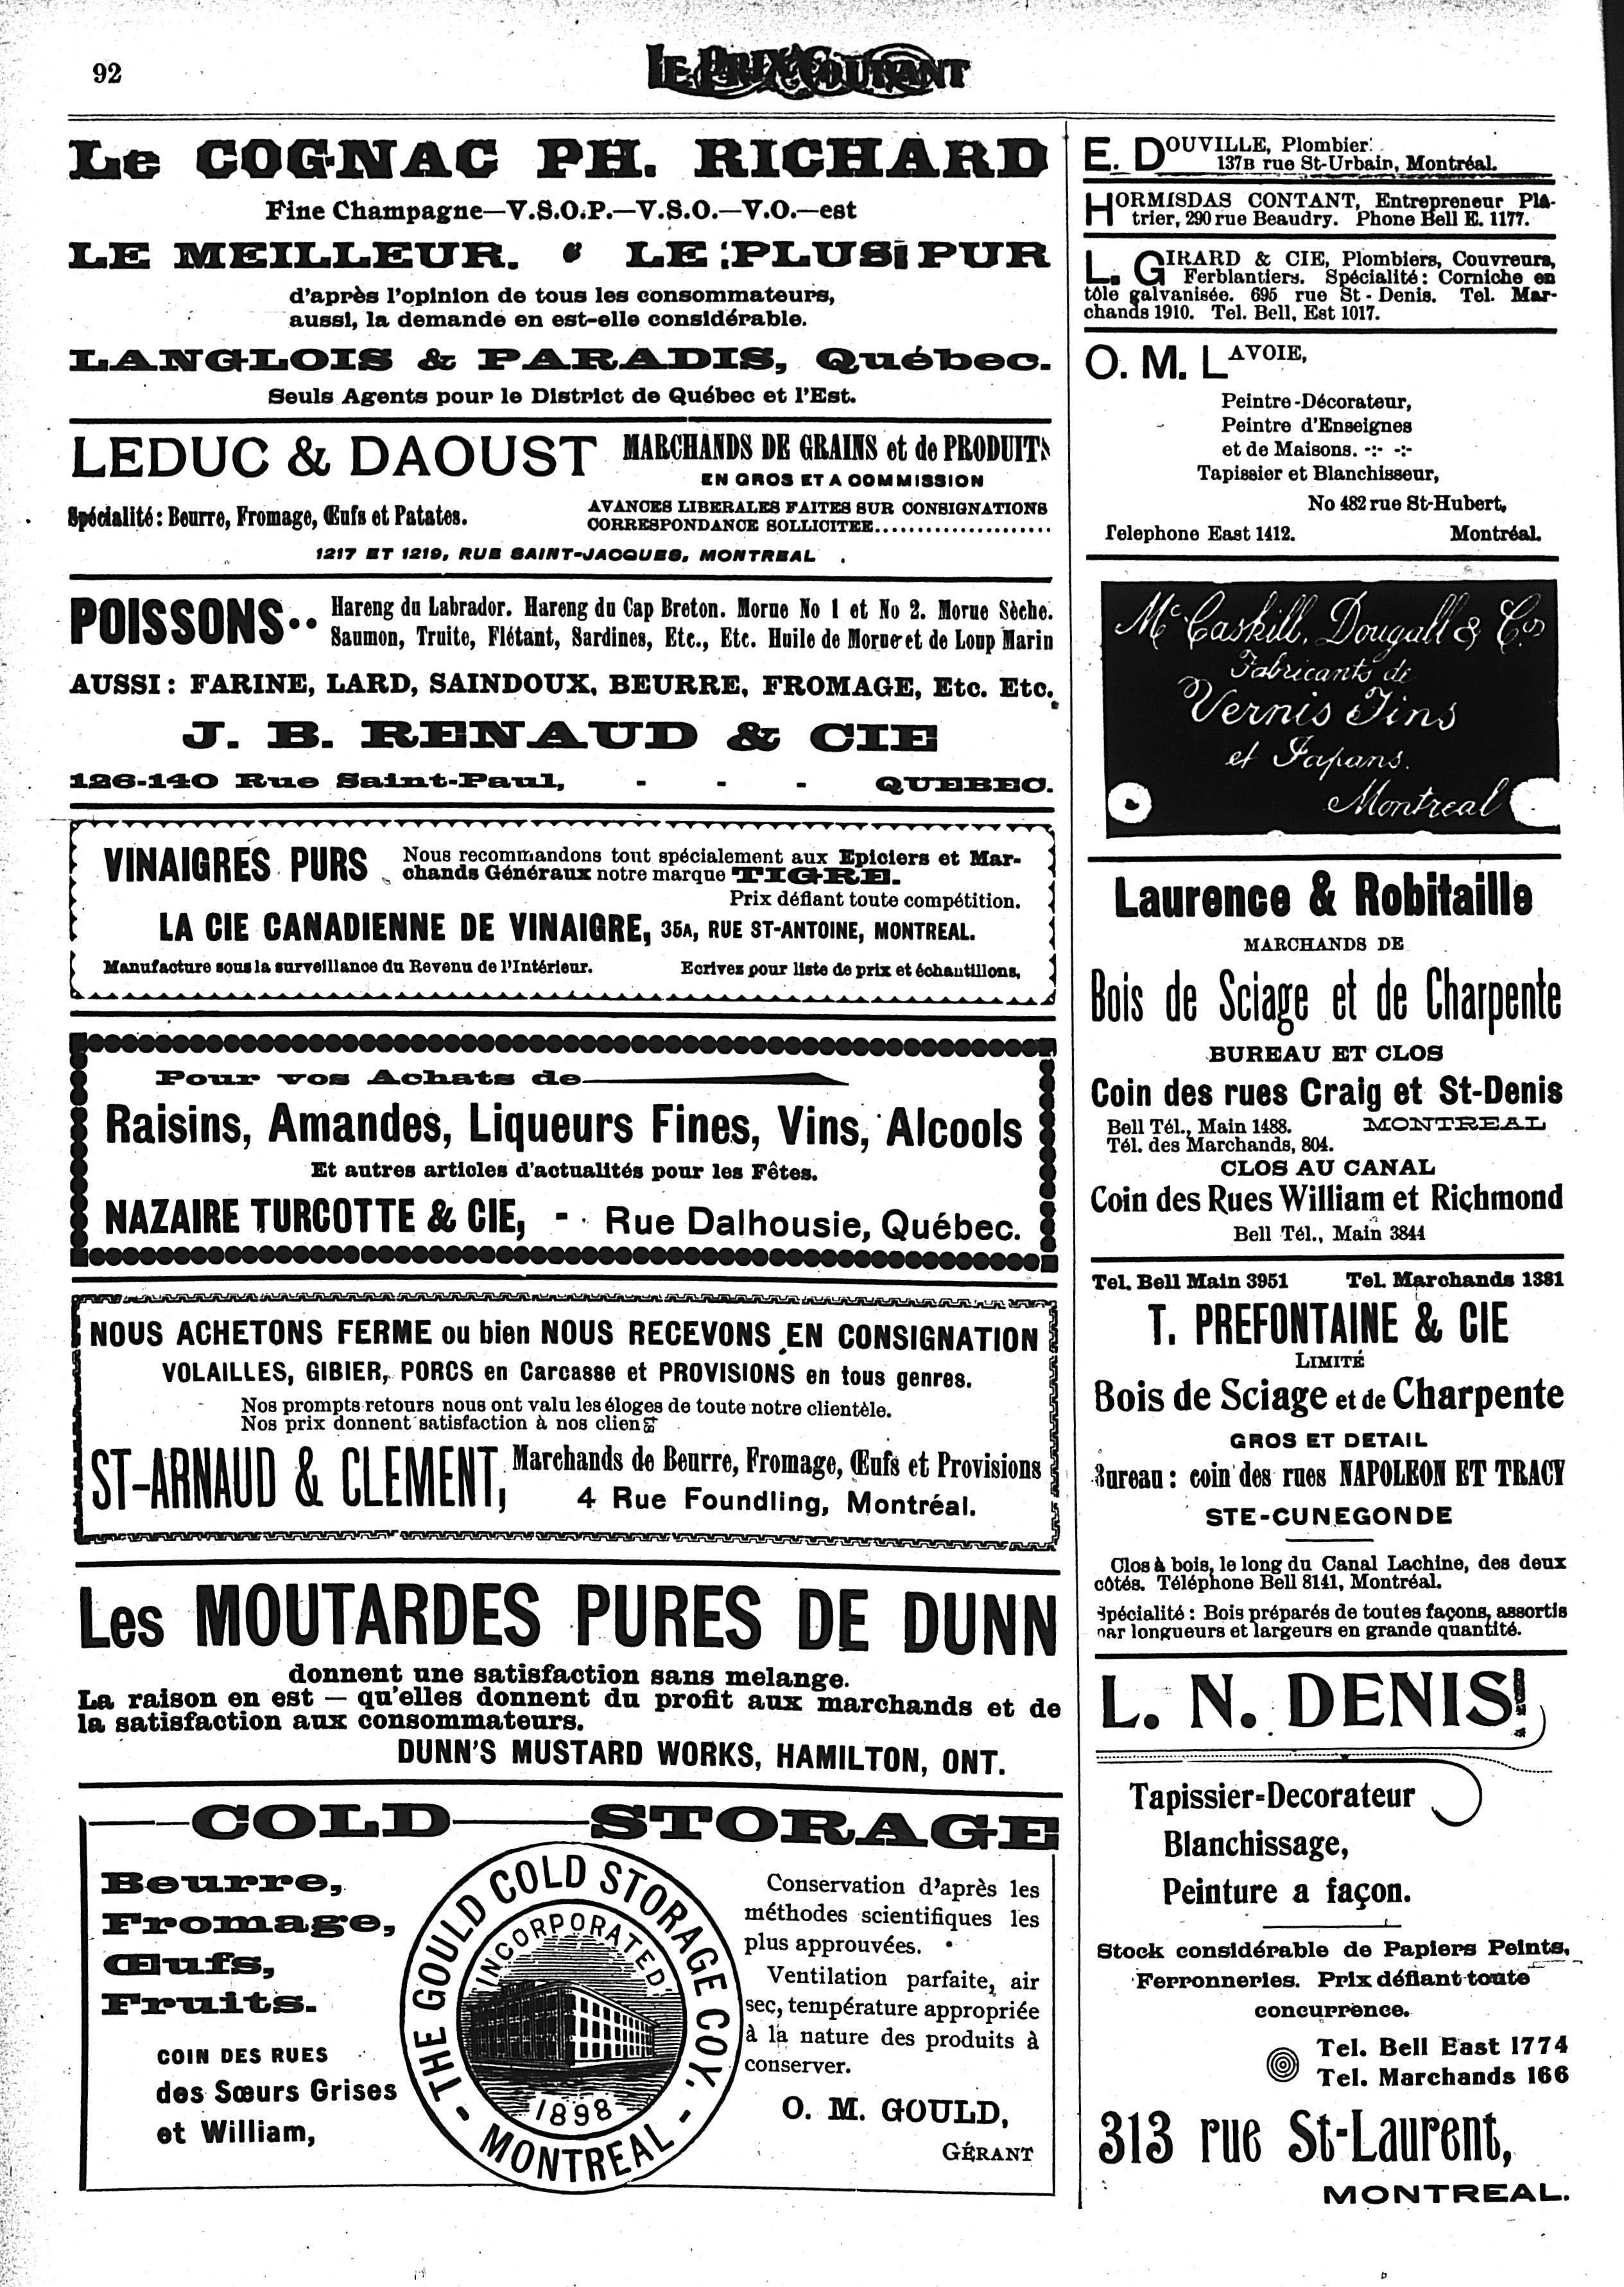 92
LE PRIX COURANT
Le COGNAC PH. RICHARD
Fine Champagne—V.S.O.P.—V.S.O.—V.O.—est
LE MEILLEUR. LE PLUS PUR
d'après l'opinion de tous les consommateurs,
aussi, la demande en est-elle considérable.
LANGLOIS & PARADIS, Québec.
Seuls Agents pour le District de Québec et l'Est.
LEDUC & DAOUST MARCHANDS DE GRAINS et de PRODUITS
EN GROS ET A COMMISSION
Spécialité : Beurre, Fromage, Œufs et Patates.
AVANCES LIBERALES FAITES SUR CONSIGNATIONS
CORRESPONDANCE SOLLICITEE.....................
1217 ET 1219, RUE SAINT-JACQUES, MONTREAL
POISSONS.. Hareng du Labrador. Hareng du Cap Breton. Morue No 1 et No 2. Morue Sèche.
Saumon, Truite, Flétant, Sardines, Etc., Etc. Huile de Morue et de Loup Marin
AUSSI : FARINE, LARD, SAINDOUX, BEURRE, FROMAGE, Etc. Etc.
J. B. RENAUD & CIE
126-140 Rue Saint-Paul, - - - QUEBEC.
VINAIGRES PURS Nous recommandons tout spécialement aux Epiciers et Mar-
chands Généraux notre marque TIGRE.
Prix défiant toute compétition.
LA CIE CANADIENNE DE VINAIGRE, 35A, RUE ST-ANTOINE, MONTREAL.
Manufacture sous la surveillance du Revenu de l'Intérieur. Ecrivez pour liste de prix et échantillons,
Pour vos Achats de
Raisins, Amandes, Liqueurs Fines, Vins, Alcools
Et autres articles d'actualités pour les Fêtes.
NAZAIRE TURCOTTE & CIE, - Rue Dalhousie, Québec.
NOUS ACHETONS FERME ou bien NOUS RECEVONS EN CONSIGNATION
VOLAILLES, GIBIER, PORCS en Carcasse et PROVISIONS en tous genres.
Nos prompts retours nous ont valu les éloges de toute notre clientèle.
Nos prix donnent satisfaction à nos clients
ST-ARNAUD & CLEMENT, Marchands de Beurre, Fromage, Œufs et Provisions
4 Rue Foundling, Montréal.
Les MOUTARDES PURES DE DUNN
donnent une satisfaction sans melange.
La raison en est — qu'elles donnent du profit aux marchands et de
la satisfaction aux consommateurs.
DUNN'S MUSTARD WORKS, HAMILTON, ONT.
COLD STORAGE
Beurre,
Fromage,
Œufs,
Fruits.
COIN DES RUES
des Sœurs Grises
et William,
THE GOULD COLD STORAGE COY.
INCORPORATED
1898
- MONTREAL -
Conservation d'après les
méthodes scientifiques les
plus approuvées.
Ventilation parfaite, air
sec, température appropriée
à la nature des produits à
conserver.
O. M. GOULD,
GÉRANT
E. DOUVILLE, Plombier.
137B rue St-Urbain, Montréal.
HORMISDAS CONTANT, Entrepreneur Plâ-
trier, 290 rue Beaudry. Phone Bell E. 1177.
L. GIRARD & CIE, Plombiers, Couvreurs,
Ferblantiers. Spécialité : Corniche en
tôle galvanisée. 695 rue St-Denis. Tel. Mar-
chands 1910. Tel. Bell, Est 1017.
O. M. LAVOIE,
Peintre-Décorateur,
Peintre d'Enseignes
et de Maisons. -:- -:-
Tapissier et Blanchisseur,
No 482 rue St-Hubert,
Telephone East 1412. Montréal.
McCaskill, Dougall & Co
Fabricants de
Vernis Fins
et Japans.
Montreal
Laurence & Robitaille
MARCHANDS DE
Bois de Sciage et de Charpente
BUREAU ET CLOS
Coin des rues Craig et St-Denis
Bell Tél., Main 1488. MONTREAL
Tél. des Marchands, 804.
CLOS AU CANAL
Coin des Rues William et Richmond
Bell Tél., Main 3844
Tel. Bell Main 3951 Tel. Marchands 1381
T. PREFONTAINE & CIE
LIMITÉ
Bois de Sciage et de Charpente
GROS ET DETAIL
Bureau : coin des rues NAPOLEON ET TRACY
STE-CUNEGONDE
Clos à bois, le long du Canal Lachine, des deux
côtés. Téléphone Bell 8141, Montréal.
Spécialité : Bois préparés de toutes façons, assortis
par longueurs et largeurs en grande quantité.
L. N. DENIS
Tapissier-Decorateur
Blanchissage,
Peinture a façon.
Stock considérable de Papiers Peints,
Ferronneries. Prix défiant toute
concurrence.
Tel. Bell East 1774
Tel. Marchands 166
313 rue St-Laurent,
MONTREAL.